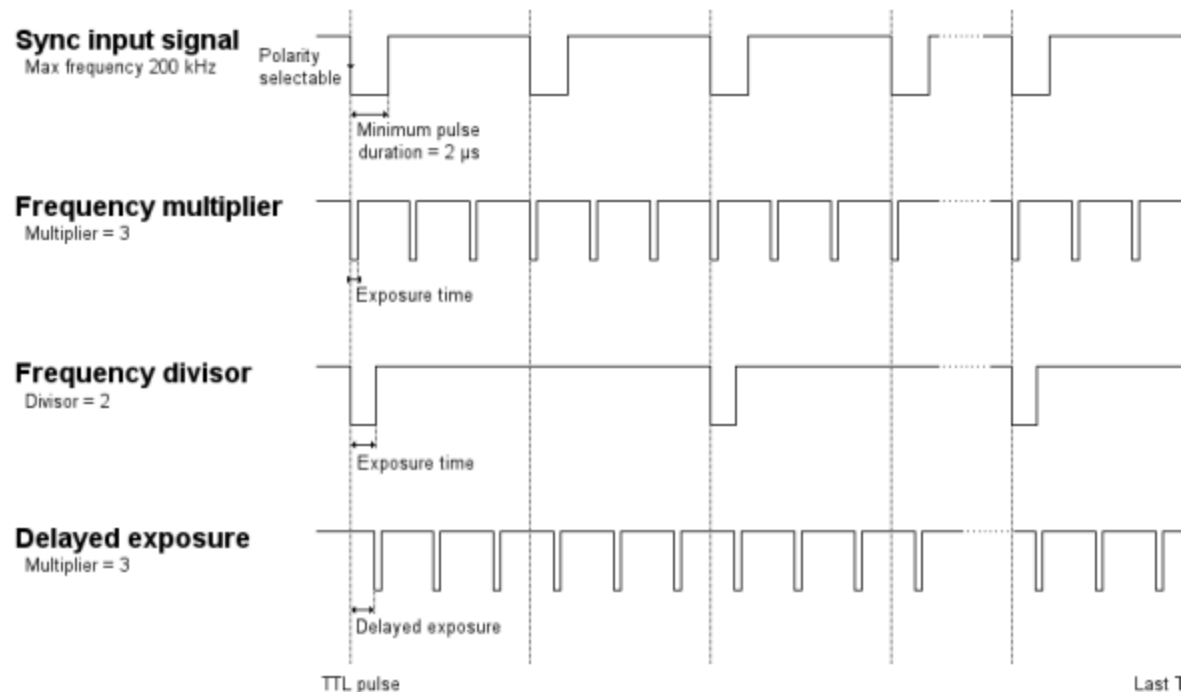 Sync input signal
Max frequency 200 kHz
Polarity
selectable
Minimum pulse
duration = 2 µs
Frequency multiplier
Multiplier = 3
Exposure time
Frequency divisor
Divisor = 2
Exposure time
Delayed exposure
Multiplier = 3
Delayed exposure
TTL pulse
Last T